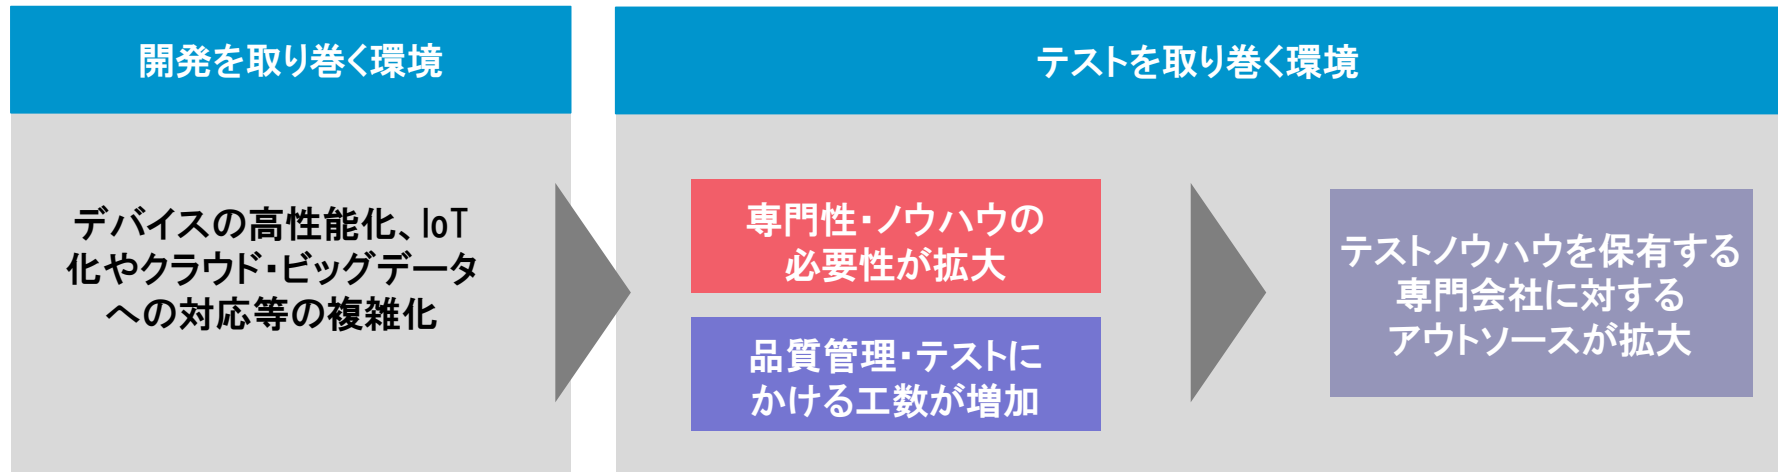 開発を取り巻く環境
テストを取り巻く環境
デバイスの高性能化、IoT
化やクラウド・ビッグデータ
への対応等の複雑化
専門性・ノウハウの
必要性が拡大
品質管理・テストに
かける工数が増加
テストノウハウを保有する
専門会社に対する
アウトソースが拡大